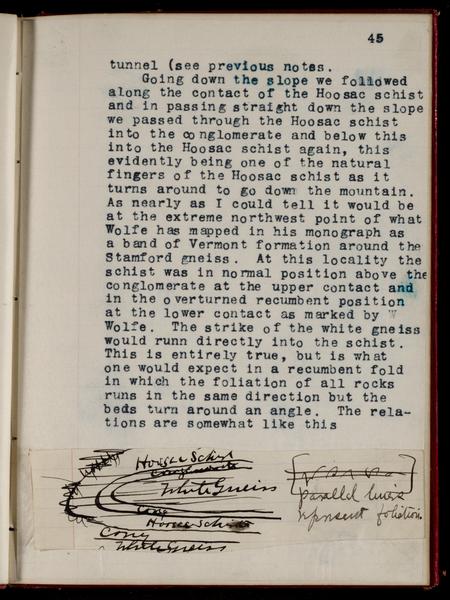 45
tunnel (see previous notes.
Going down the slope we followed
along the contact of the Hoosac schist
and in passing straight down the slope
we passed through the Hoosac schist
into the conglomerate and below this
into the Hoosac schist again, this
evidently being one of the natural
fingers of the Hoosac schist as it
turns around to go down the mountain.
As nearly as I could tell it would be
at the extreme northwest point of what
Wolfe has mapped in his monograph as
a band of Vermont formation around the
Stamford gneiss. At this locality the
schist was in normal position above the
conglomerate at the upper contact and
in the overturned recumbent position
at the lower contact as marked by W
Wolfe. The strike of the white gneiss
would runn directly into the schist.
This is entirely true, but is what
one would expect in a recumbent fold
in which the foliation of all rocks
runs in the same direction but the
beds turn around an angle. The rela-
tions are somewhat like this
Hoosac Schist
Conglomerate
White Gneiss
Cong
Hoosac Schist
Cong
White Gneiss
parallel lines
represent foliation